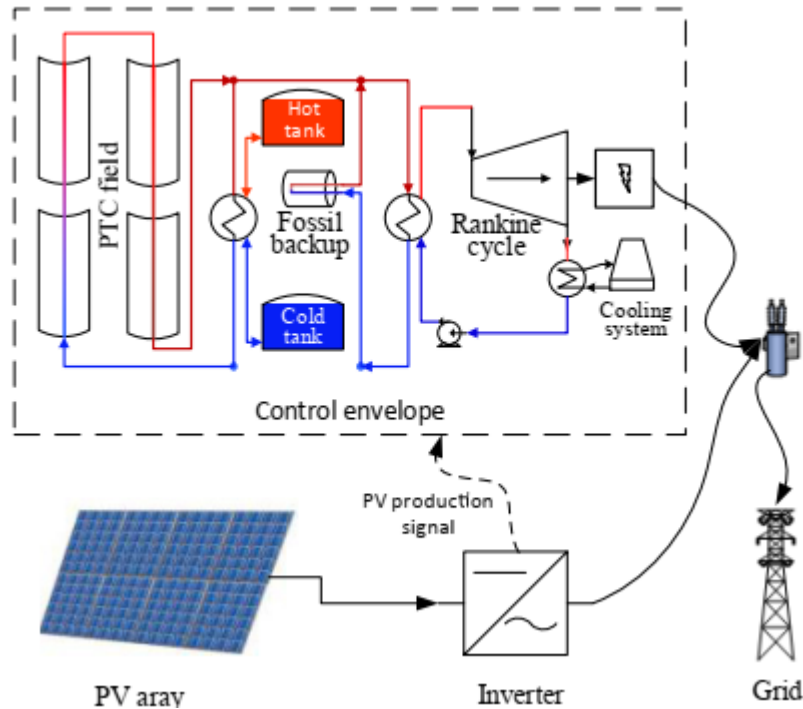 PTC field
Hot
tank
Fossil
backup
Cold
tank
Rankine
cycle
Cooling
system
Control envelope
PV production
signal
PV aray
Inverter
Grid